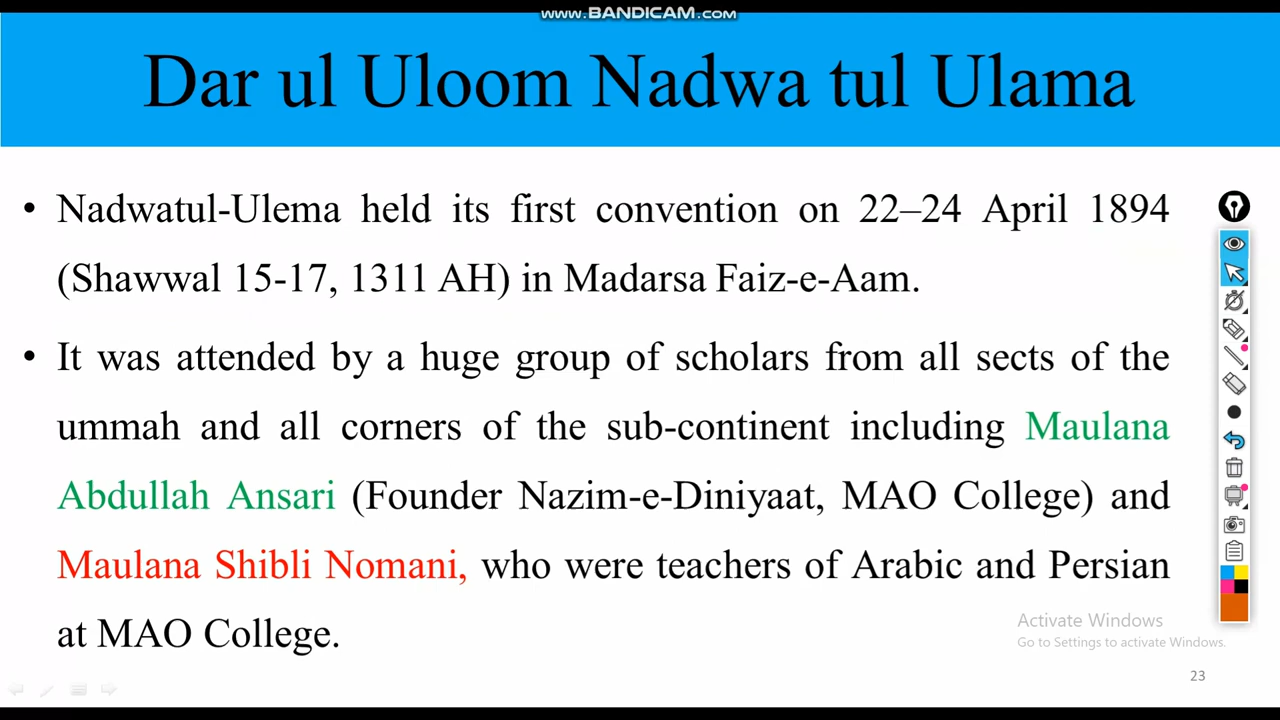 www.BANDICAM.com
Dar ul Uloom Nadwa tul Ulama
• Nadwatul-Ulema held its first convention on 22–24 April 1894
(Shawwal 15-17, 1311 AH) in Madarsa Faiz-e-Aam.
• It was attended by a huge group of scholars from all sects of the
ummah and all corners of the sub-continent including Maulana
Abdullah Ansari (Founder Nazim-e-Diniyaat, MAO College) and
Maulana Shibli Nomani, who were teachers of Arabic and Persian
at MAO College.
Activate Windows
Go to Settings to activate Windows.
23